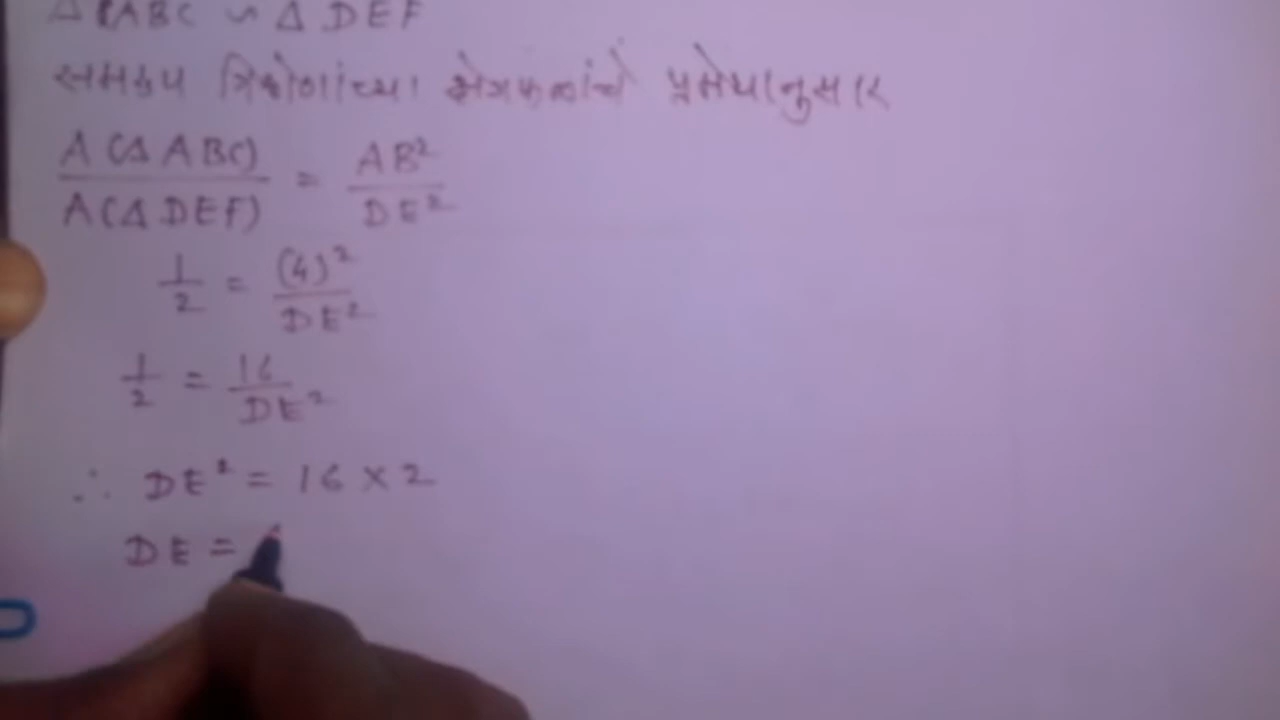 Δ ABC ~ Δ DEF
समरूप त्रिकोणांच्या क्षेत्रफळांचे प्रमेयानुसार
A(Δ ABC) / A(Δ DEF) = AB² / DE²
1/2 = (4)² / DE²
1/2 = 16 / DE²
∴ DE² = 16 × 2
DE =